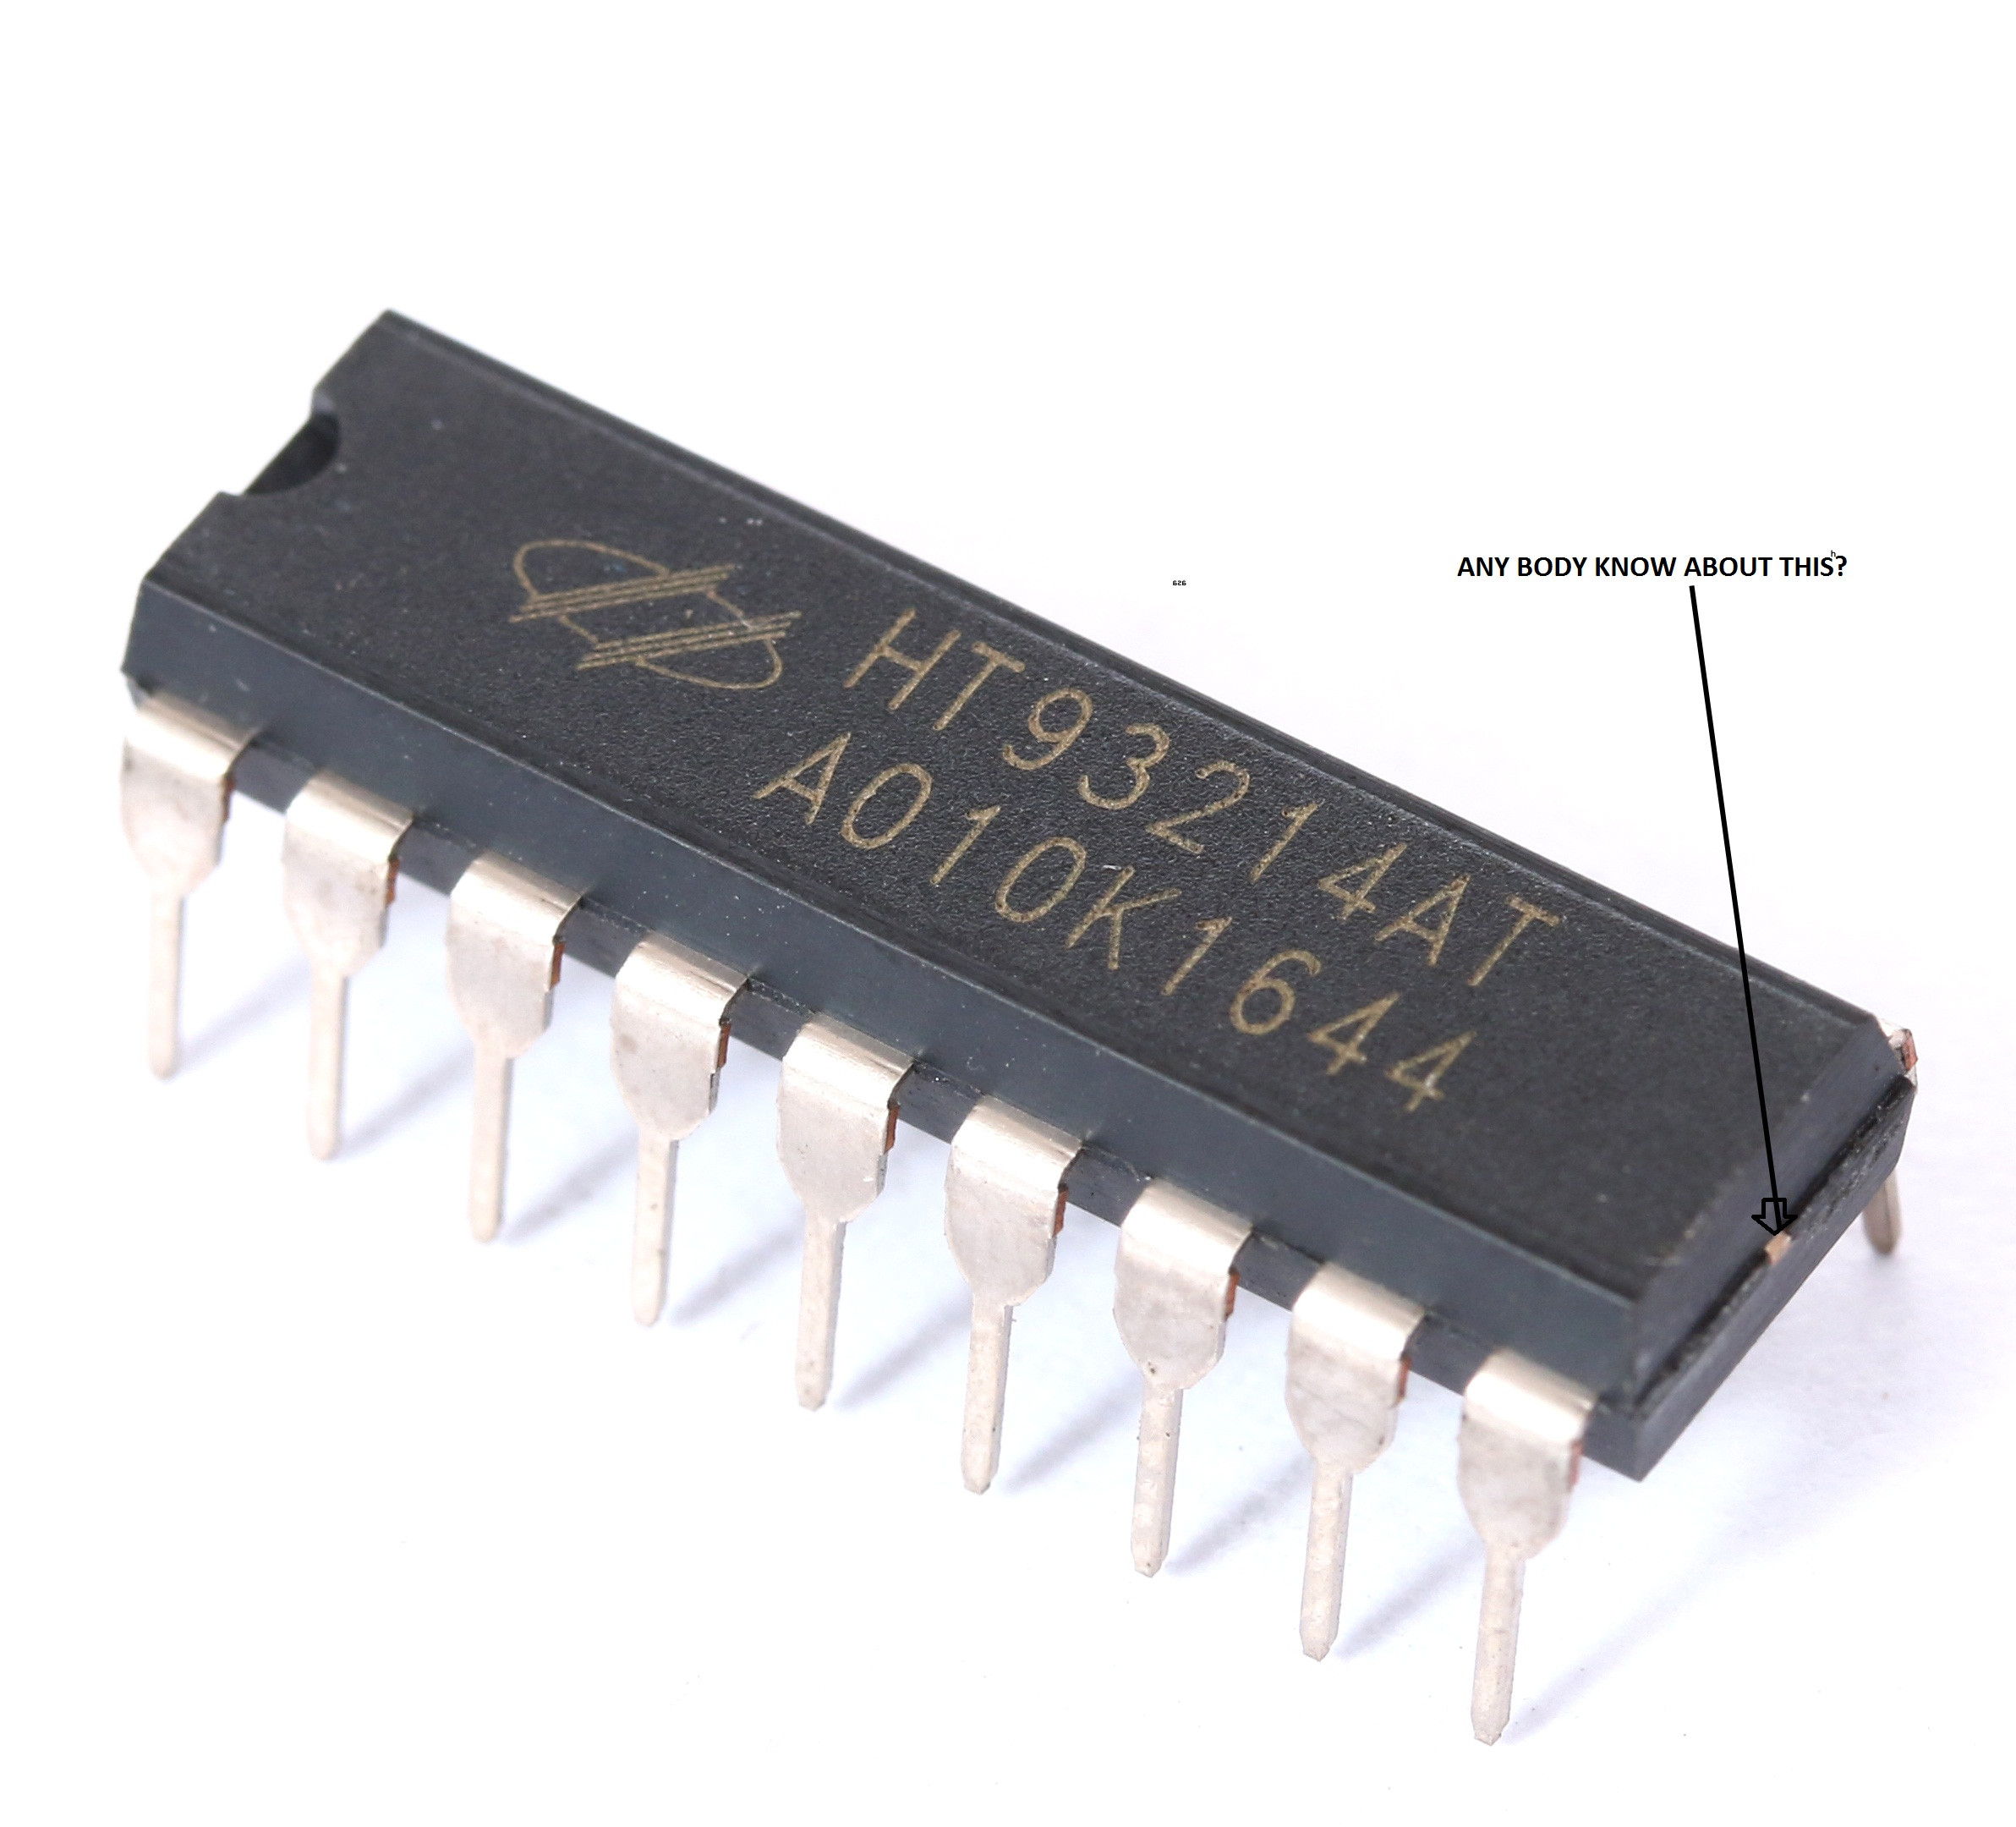 ANY BODY KNOW ABOUT THIS?
HT93214AT
A010K1644